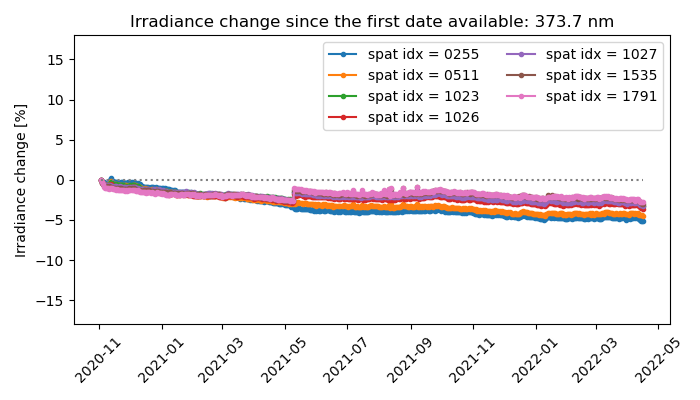 Irradiance change since the first date available: 373.7 nm
Irradiance change [%]
15
10
5
0
−5
−10
−15
spat idx = 0255
spat idx = 0511
spat idx = 1023
spat idx = 1026
spat idx = 1027
spat idx = 1535
spat idx = 1791
2020-11
2021-01
2021-03
2021-05
2021-07
2021-09
2021-11
2022-01
2022-03
2022-05